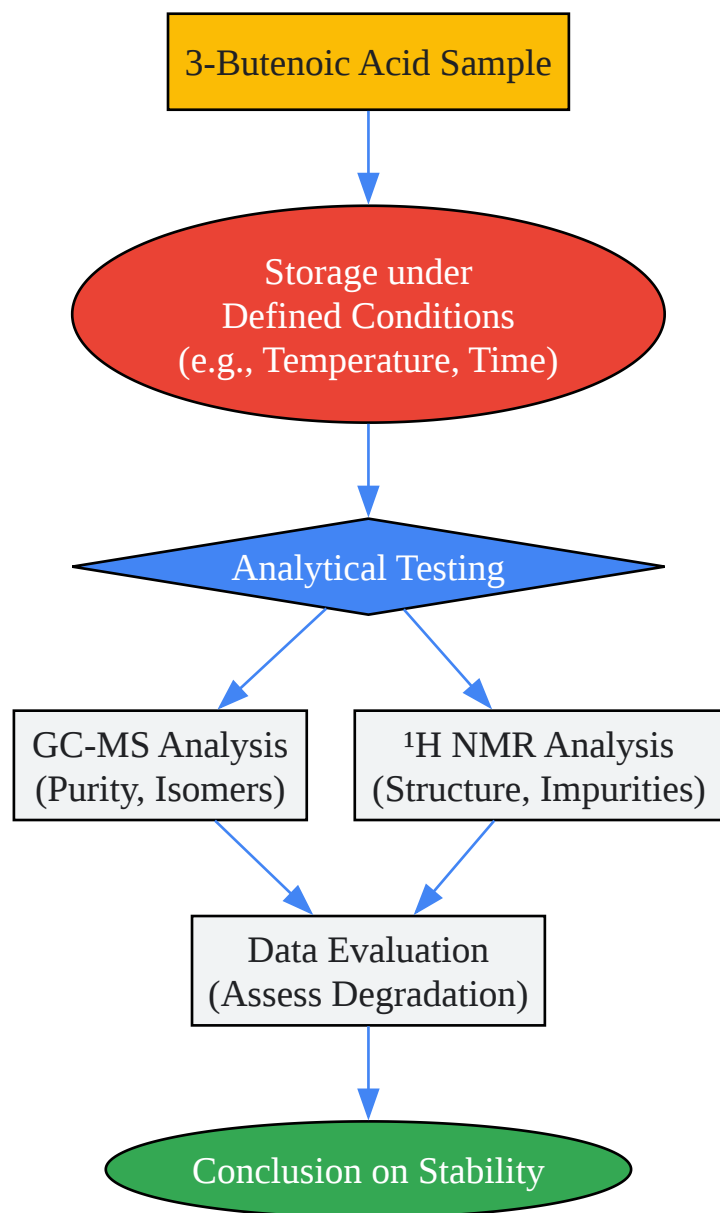 3-Butenoic Acid Sample
Storage under
Defined Conditions
(e.g., Temperature, Time)
Analytical Testing
GC-MS Analysis
(Purity, Isomers)
¹H NMR Analysis
(Structure, Impurities)
Data Evaluation
(Assess Degradation)
Conclusion on Stability